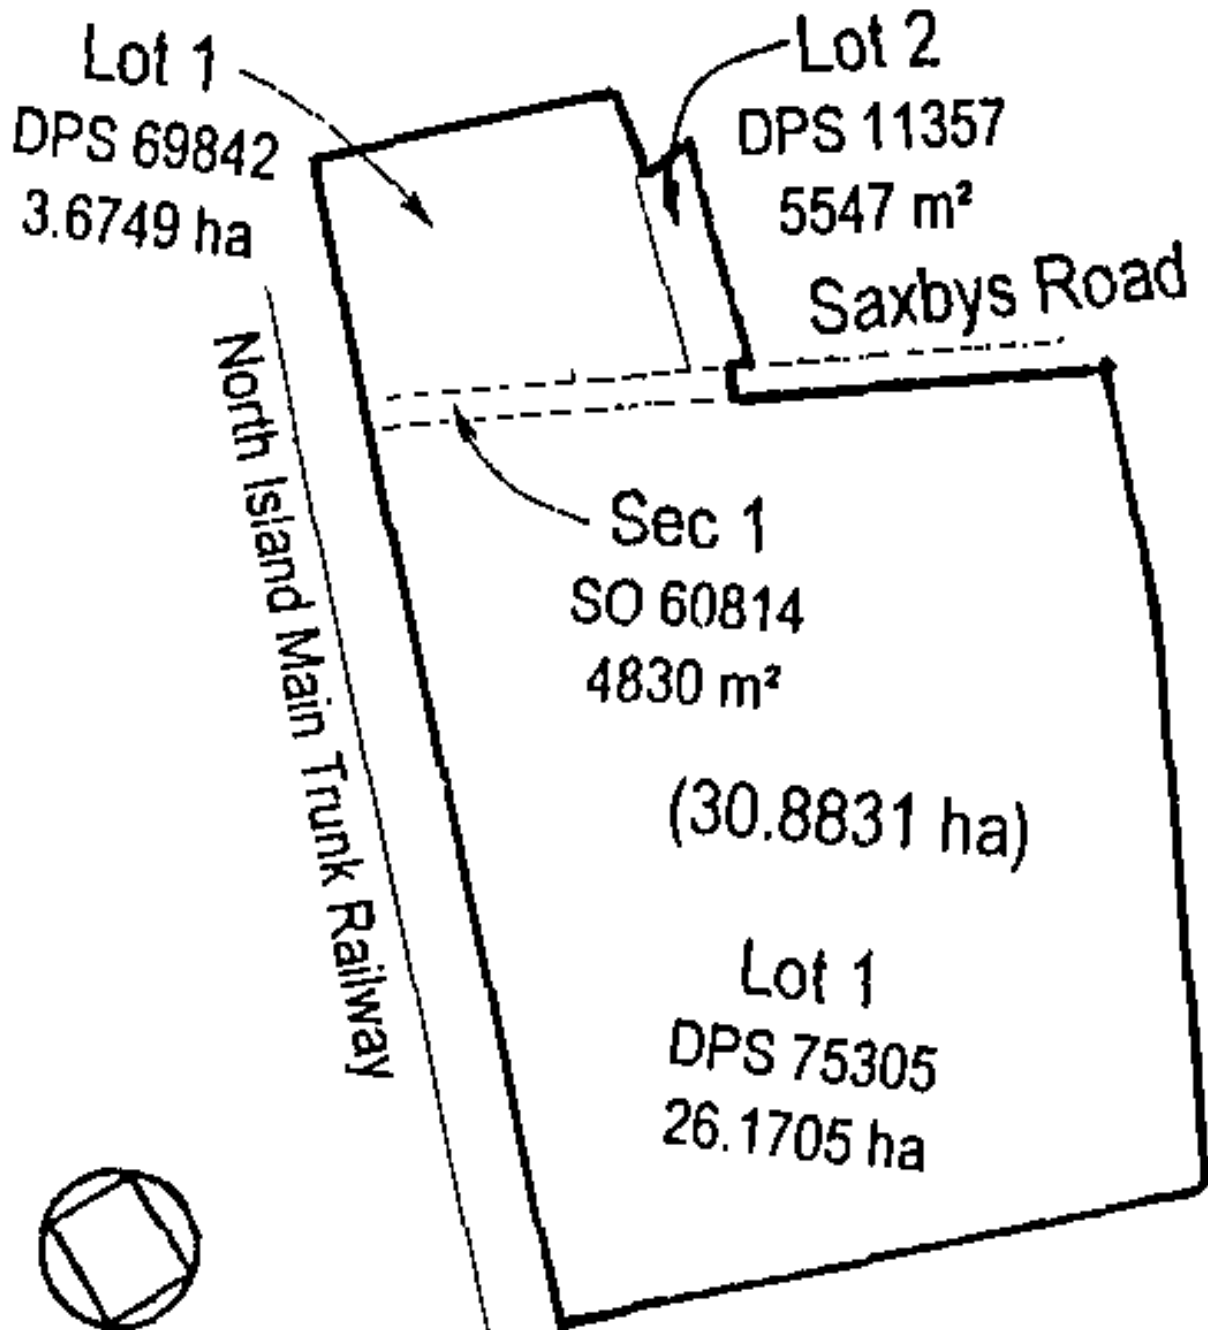 Lot 1
DPS 69842
3.6749 ha
Lot 2
DPS 11357
5547 m²
Saxbys Road
North Island Main Trunk Railway
Sec 1
SO 60814
4830 m²
(30.8831 ha)
Lot 1
DPS 75305
26.1705 ha